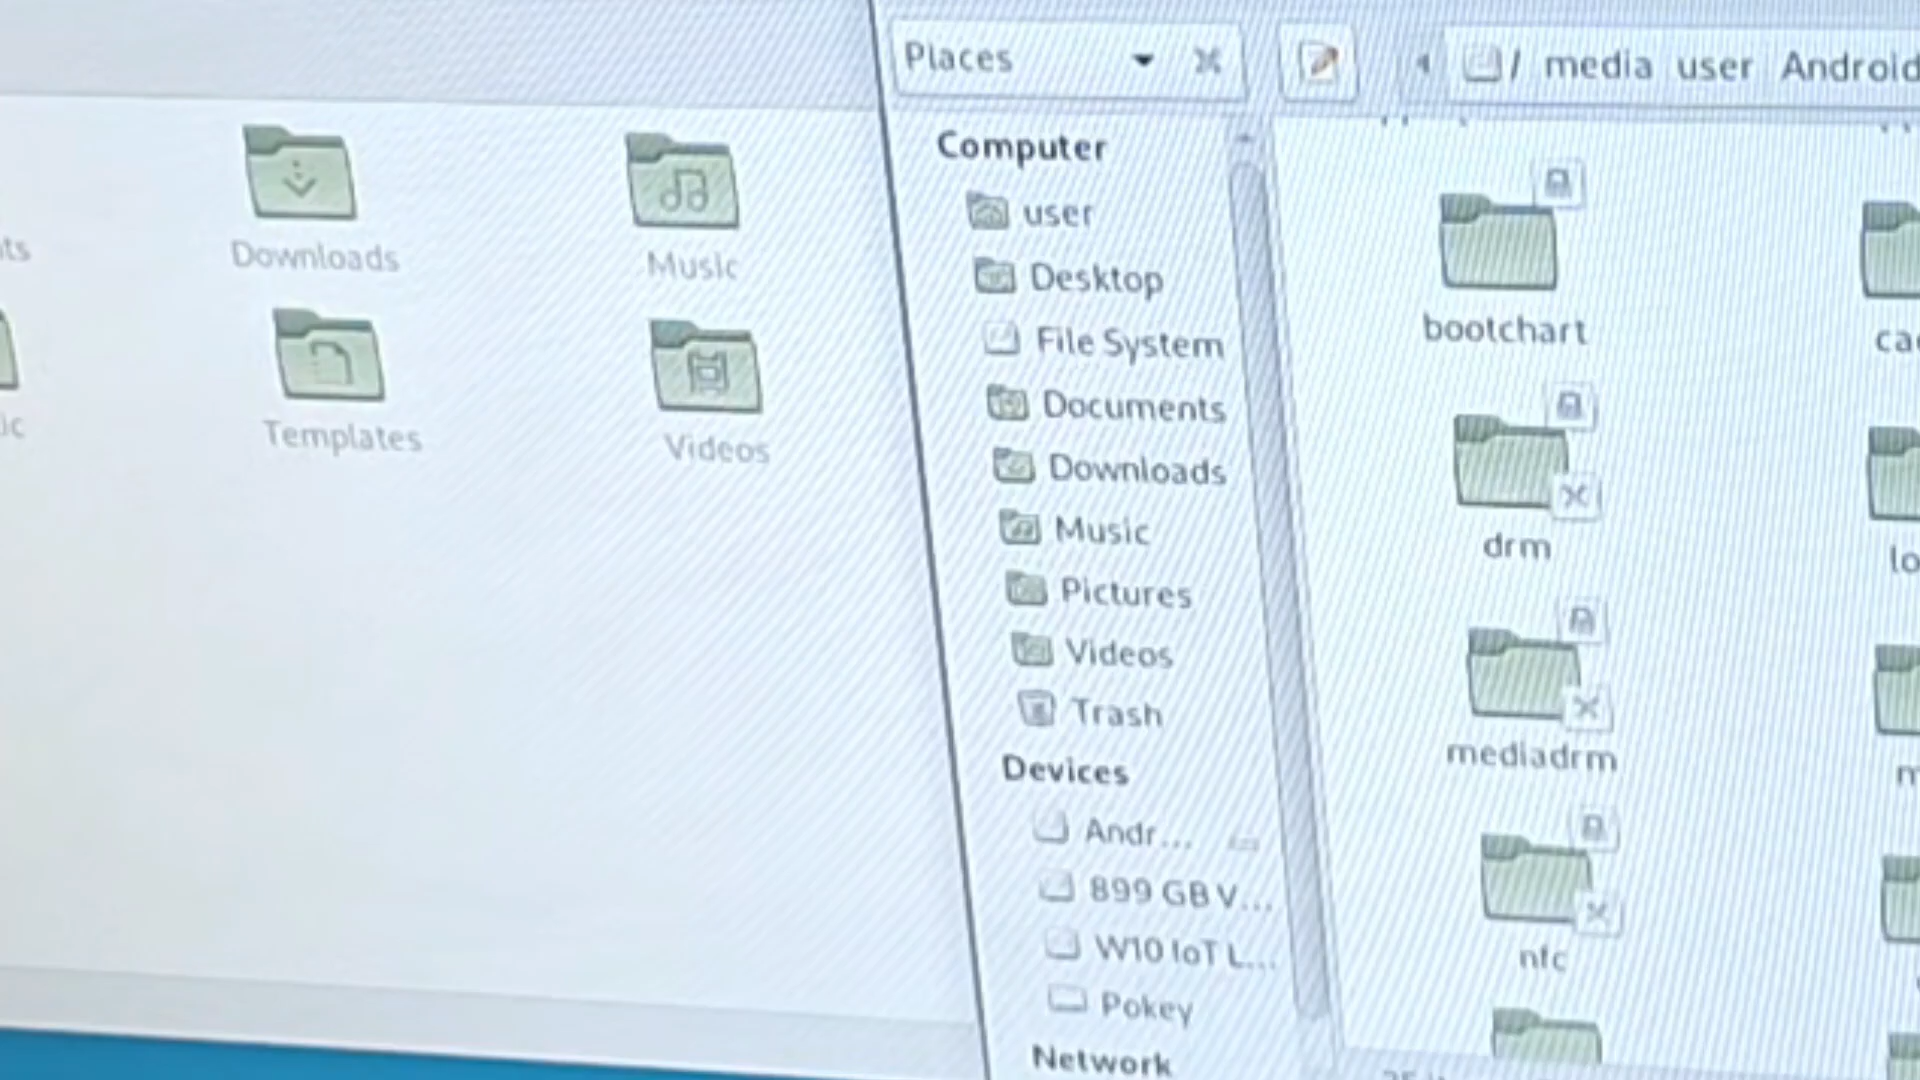 Downloads
Music
Templates
Videos
Places
/ media user Android
Computer
user
Desktop
File System
Documents
Downloads
Music
Pictures
Videos
Trash
Devices
Andr...
899 GB V...
W10 IoT L...
Pokey
Network
bootchart
drm
mediadrm
nfc